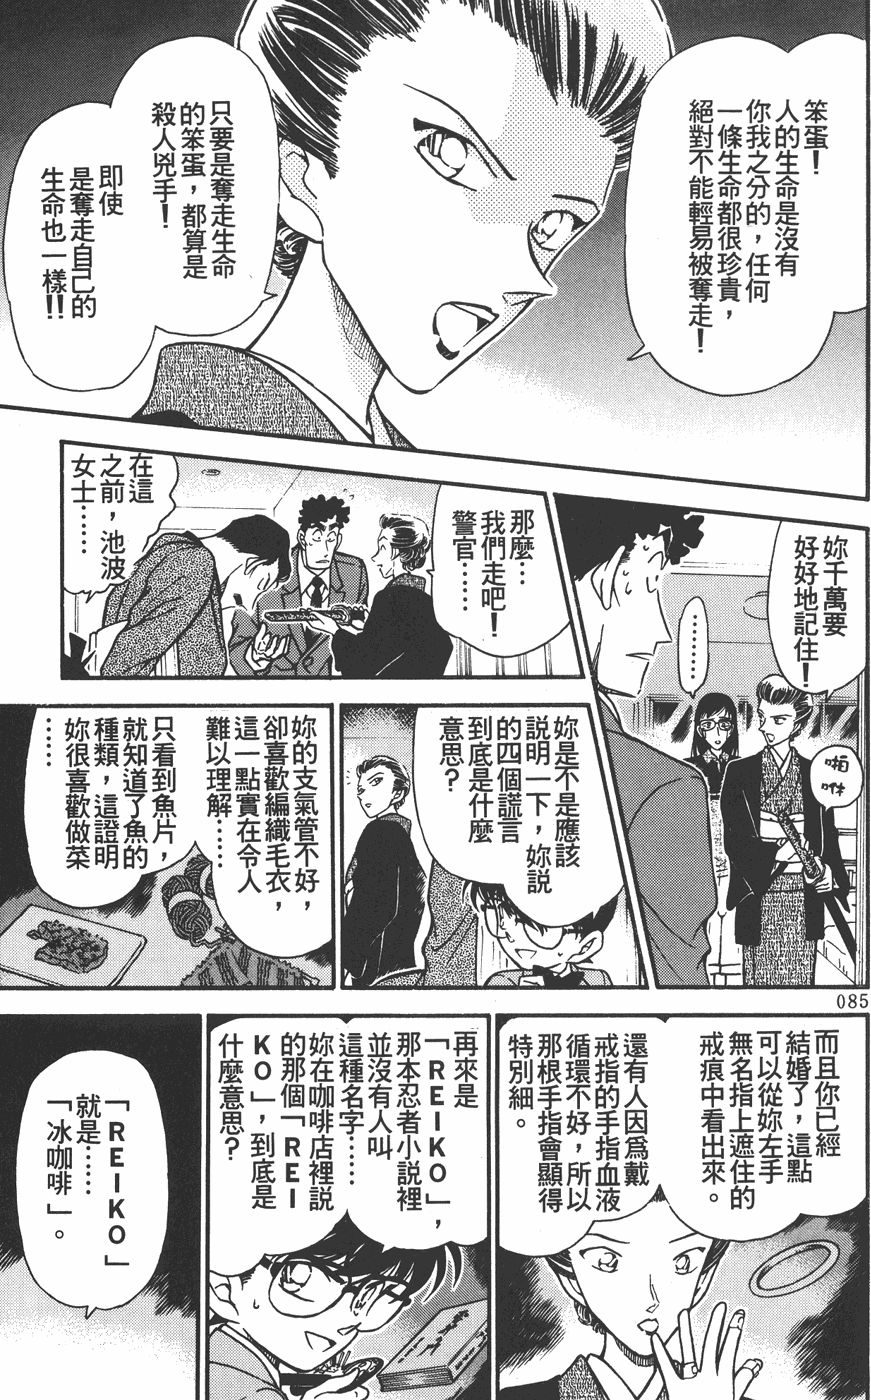 笨蛋！
人的生命是沒有
你我之分的，任何
一條生命都很珍貴，
絕對不能輕易被奪走！
只要是奪走生命
的笨蛋，都算是
殺人兇手！
即使
是奪走自己的
生命也一樣!!
妳千萬要
好好地記住！
………
啪
咻
那麼…
我們走吧！
警官……
在這
之前，池波
女士……
妳是不是應該
說明一下，妳說
的四個謊言
到底是什麼
意思？
妳的支氣管不好，
卻喜歡編織毛衣，
這一點實在令人
難以理解……
只看到魚片，
就知道了魚的
種類，這證明
妳很喜歡做菜
……
085
而且你已經
結婚了，這點
可以從妳左手
無名指上遮住的
戒痕中看出來。
還有人因為戴
戒指的手指血液
循環不好，所以
那根手指會顯得
特別細。
再來是
「REIKO」，
那本忍者小說裡
並沒有人叫
這種名字……
妳在咖啡店裡說
的那個「REI
KO」，到底是
什麼意思？
「REIKO」
就是……
「冰咖啡」。